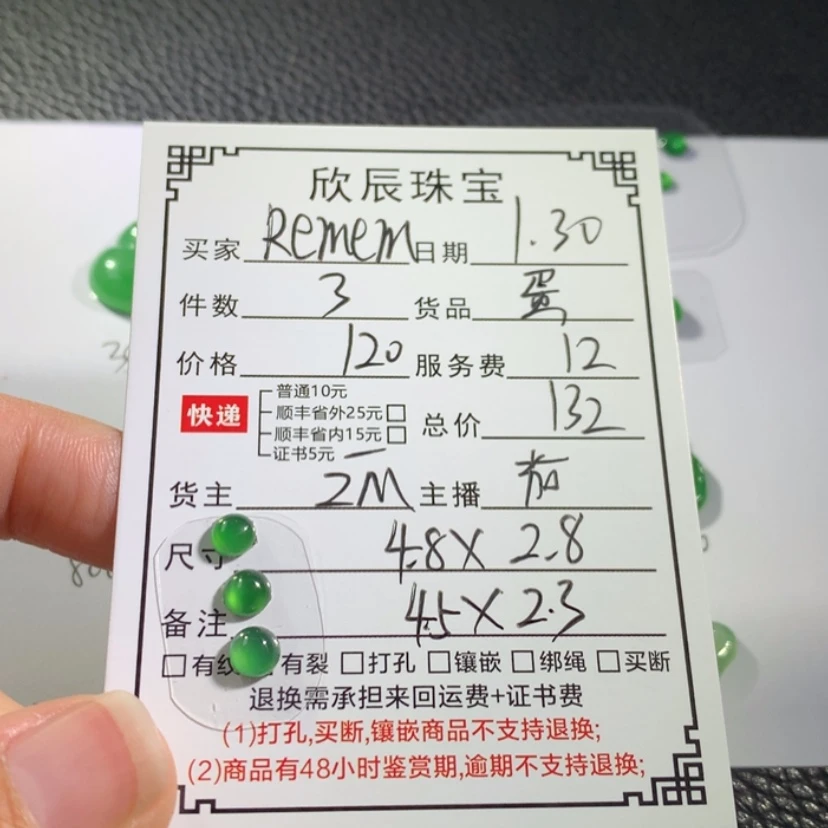 欣辰珠宝
买家 Remem 日期 1.30
件数 3 货品 蛋
价格 120 服务费 12
快递 普通10元
顺丰省外25元□
顺丰省内15元□
证书5元
总价 132
货主 2M 主播 茄
尺寸 4.8X2.8
备注 4.5X2.3
□有纹 有裂 □打孔 □镶嵌 □绑绳 □买断
退换需承担来回运费+证书费
(1)打孔,买断,镶嵌商品不支持退换;
(2)商品有48小时鉴赏期,逾期不支持退换;